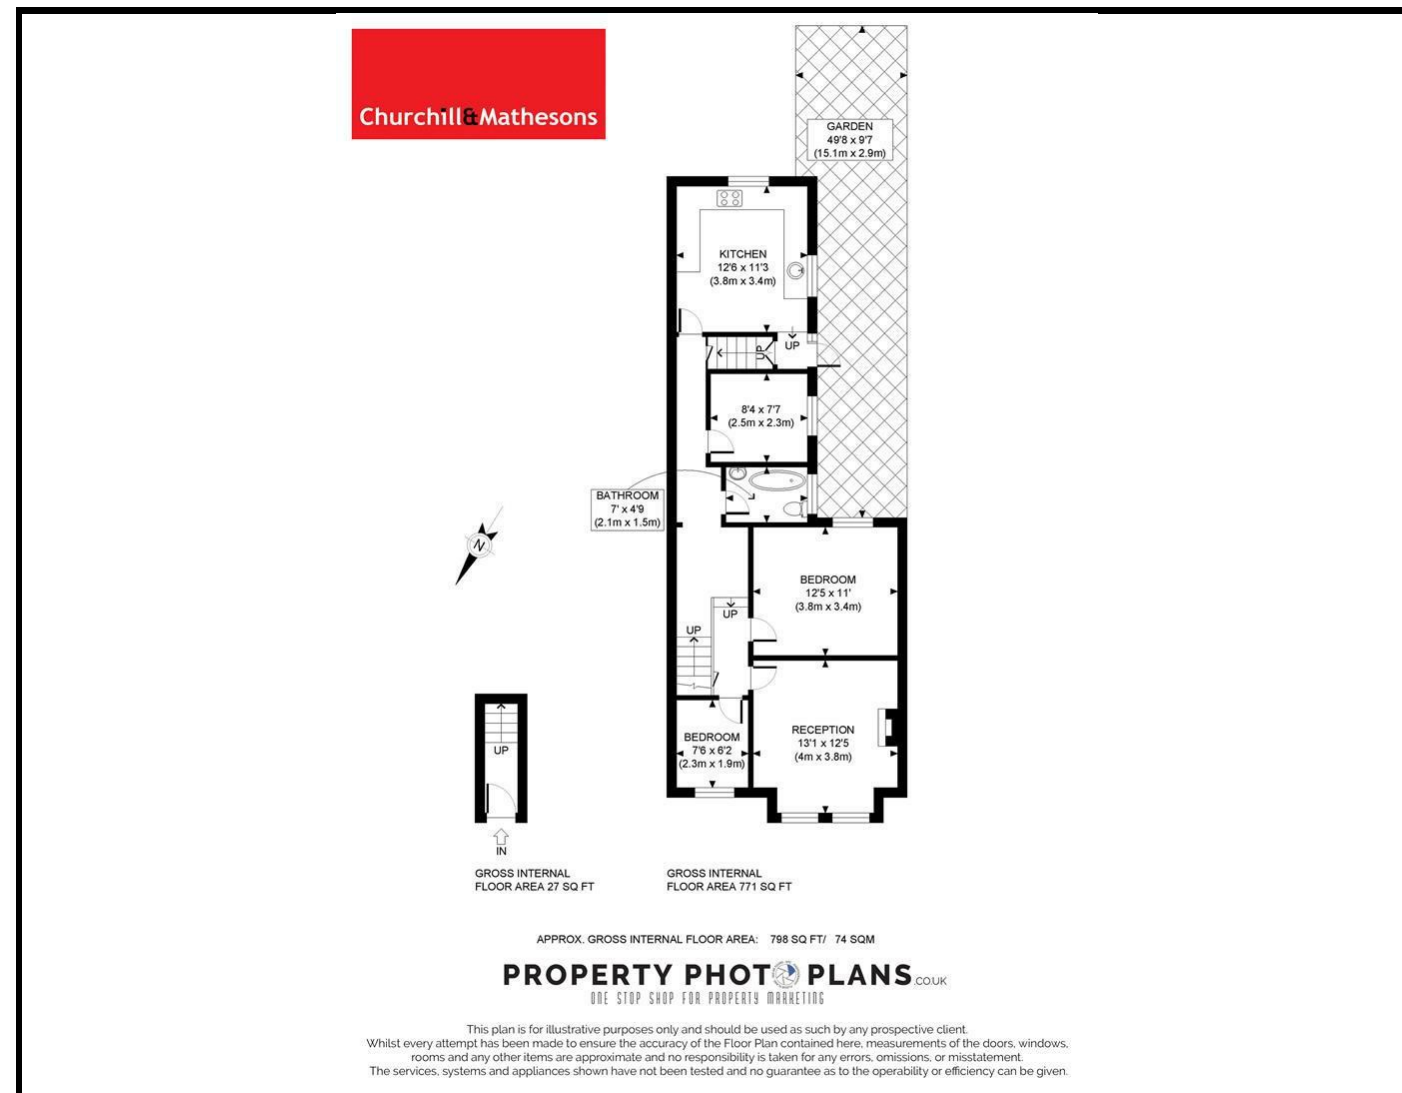 Churchill&Mathesons
GARDEN
49'8 x 9'7
(15.1m x 2.9m)
KITCHEN
12'6 x 11'3
(3.8m x 3.4m)
UP
UP
8'4 x 7'7
(2.5m x 2.3m)
BATHROOM
7' x 4'9
(2.1m x 1.5m)
N
BEDROOM
12'5 x 11'
(3.8m x 3.4m)
UP
UP
RECEPTION
13'1 x 12'5
(4m x 3.8m)
BEDROOM
7'6 x 6'2
(2.3m x 1.9m)
UP
IN
GROSS INTERNAL
FLOOR AREA 27 SQ FT
GROSS INTERNAL
FLOOR AREA 771 SQ FT
APPROX. GROSS INTERNAL FLOOR AREA: 798 SQ FT/ 74 SQM
PROPERTY PHOTO PLANS.CO.UK
ONE STOP SHOP FOR PROPERTY MARKETING
This plan is for illustrative purposes only and should be used as such by any prospective client.
Whilst every attempt has been made to ensure the accuracy of the Floor Plan contained here, measurements of the doors, windows,
rooms and any other items are approximate and no responsibility is taken for any errors, omissions, or misstatement.
The services, systems and appliances shown have not been tested and no guarantee as to the operability or efficiency can be given.